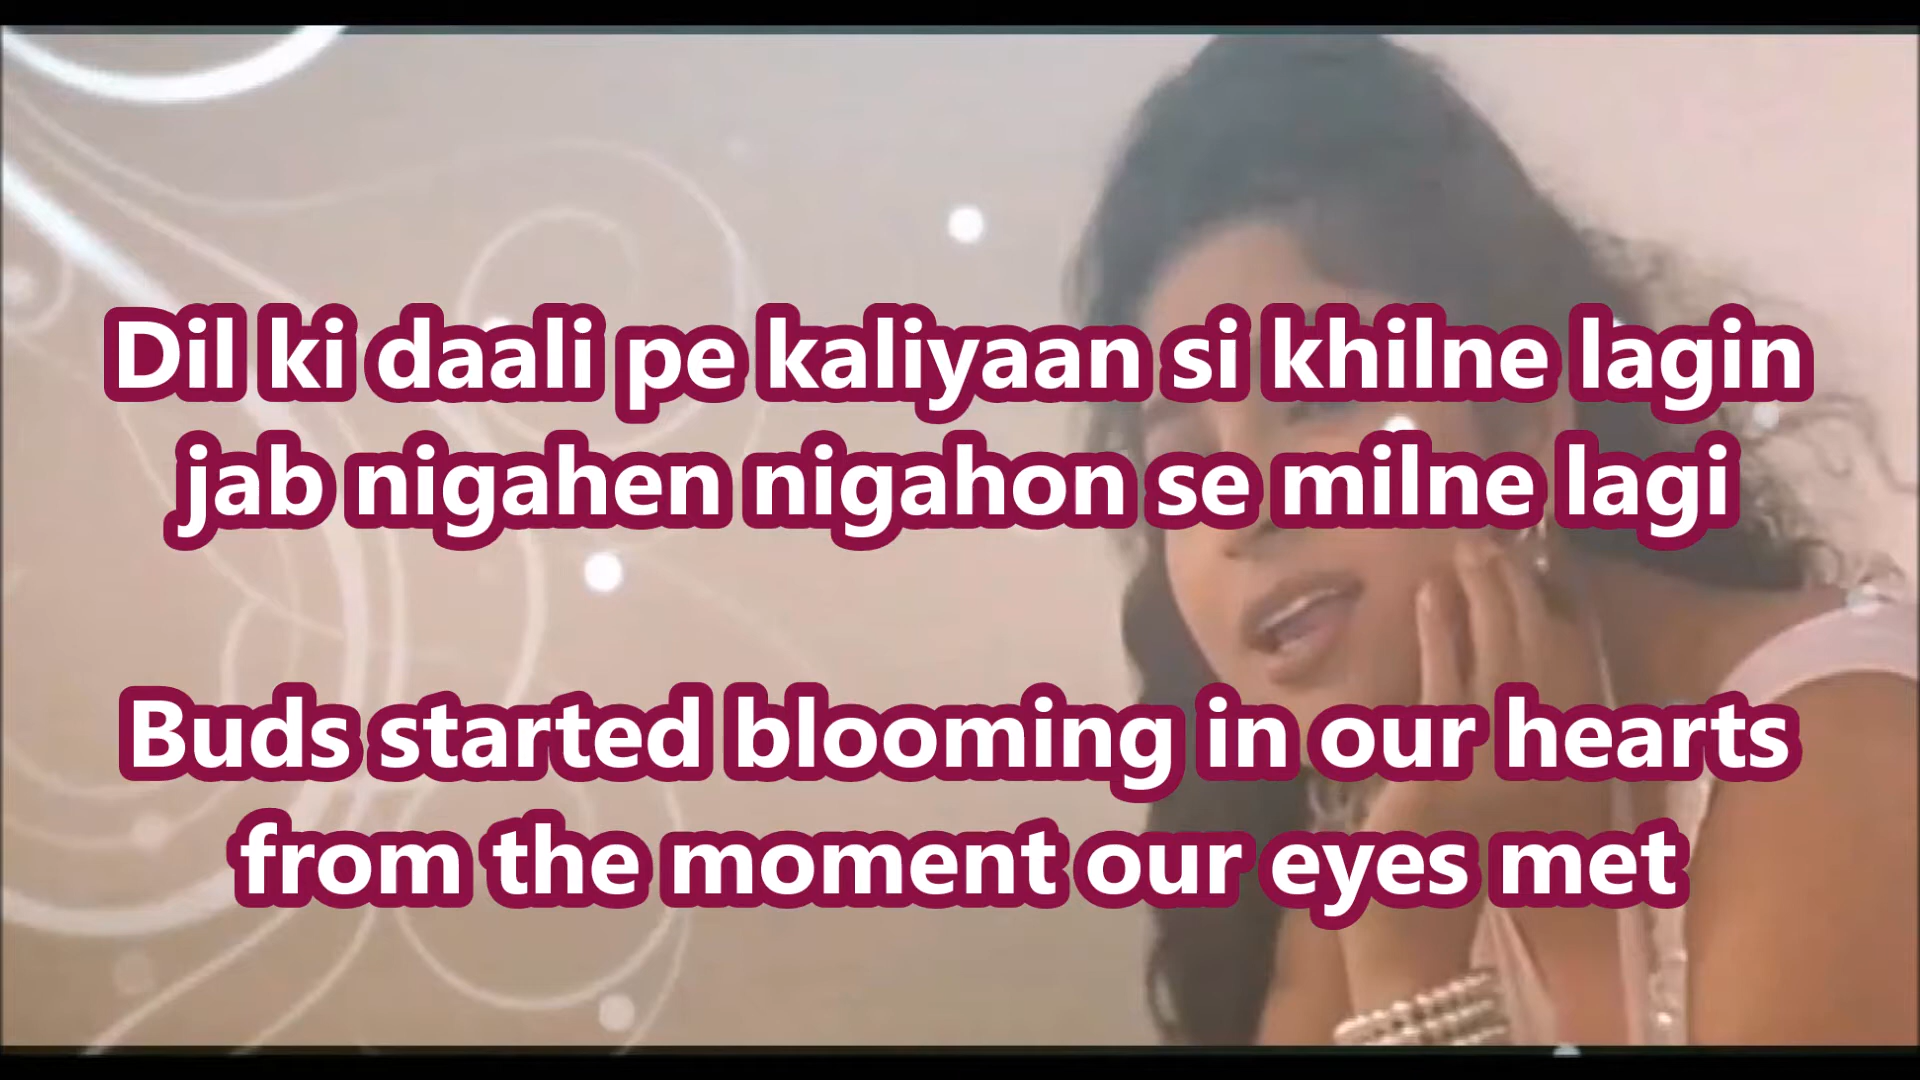 Dil ki daali pe kaliyaan si khilne lagin
jab nigahen nigahon se milne lagi
Buds started blooming in our hearts
from the moment our eyes met